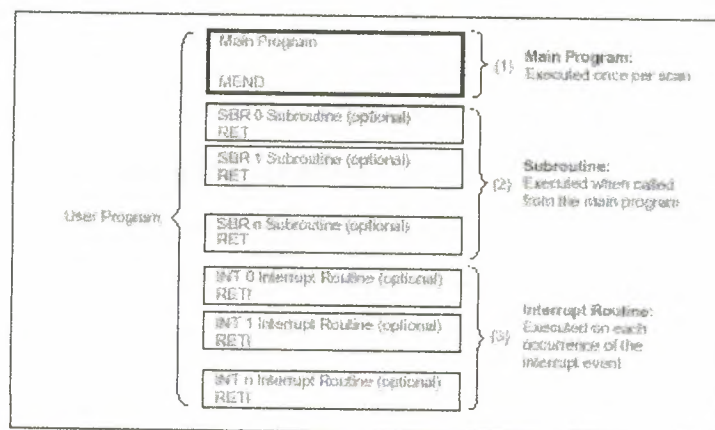 Main Program
MEND
(1) Main Program:
Executed once per scan
SBR 0 Subroutine (optional)
RET
SBR 1 Subroutine (optional)
RET
(2) Subroutine:
Executed when called
from the main program
User Program
SBR n Subroutine (optional)
RET
INT 0 Interrupt Routine (optional)
RETI
INT 1 Interrupt Routine (optional)
RETI
(3) Interrupt Routine:
Executed on each
occurrence of the
interrupt event
INT n Interrupt Routine (optional)
RETI